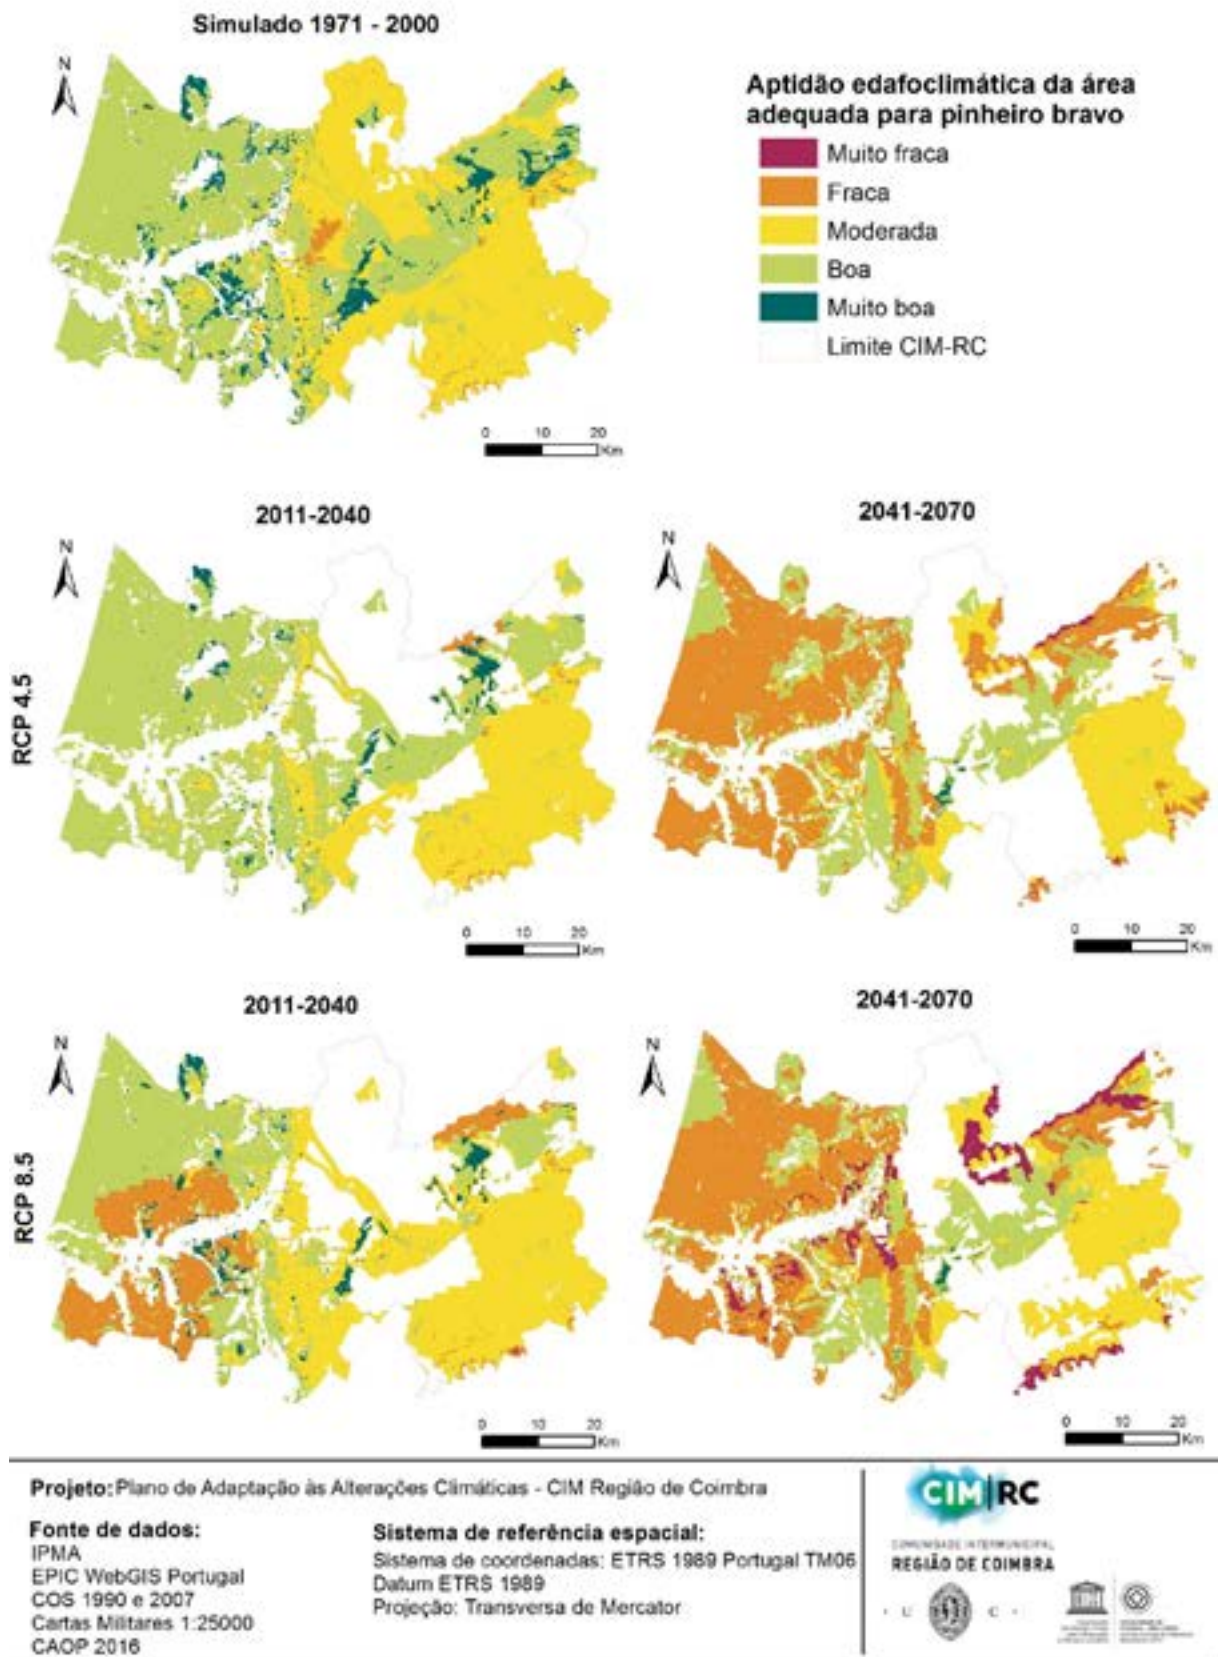 Simulado 1971 - 2000
N
Aptidão edafoclimática da área
adequada para pinheiro bravo
Muito fraca
Fraca
Moderada
Boa
Muito boa
Limite CIM-RC
0 10 20
Km
2011-2040
2041-2070
N
N
RCP 4.5
0 10 20
Km
0 10 20
Km
2011-2040
2041-2070
N
N
RCP 8.5
0 10 20
Km
0 10 20
Km
Projeto: Plano de Adaptação às Alterações Climáticas - CIM Região de Coimbra
Fonte de dados:
IPMA
EPIC WebGIS Portugal
COS 1990 e 2007
Cartas Militares 1:25000
CAOP 2016
Sistema de referência espacial:
Sistema de coordenadas: ETRS 1989 Portugal TM06
Datum ETRS 1989
Projeção: Transversa de Mercator
CIM|RC
COMUNIDADE INTERMUNICIPAL
REGIÃO DE COIMBRA
· U C ·